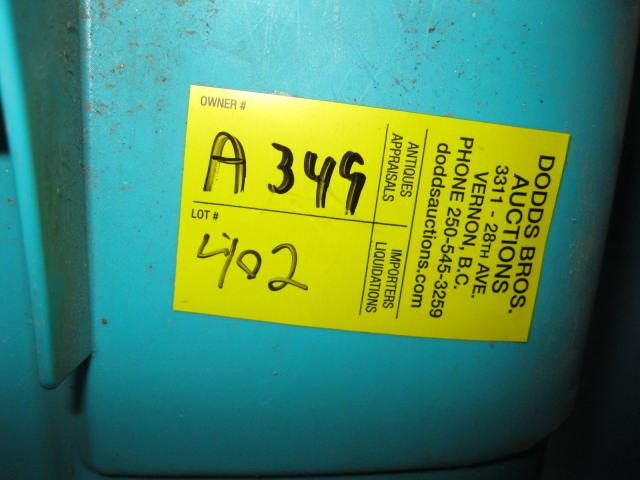 OWNER #
A 349
LOT #
402
ANTIQUES
APPRAISALS
IMPORTERS
LIQUIDATIONS
DODDS BROS.
AUCTIONS
3311 - 28TH AVE.
VERNON, B.C.
PHONE 250-545-3259
doddsauctions.com